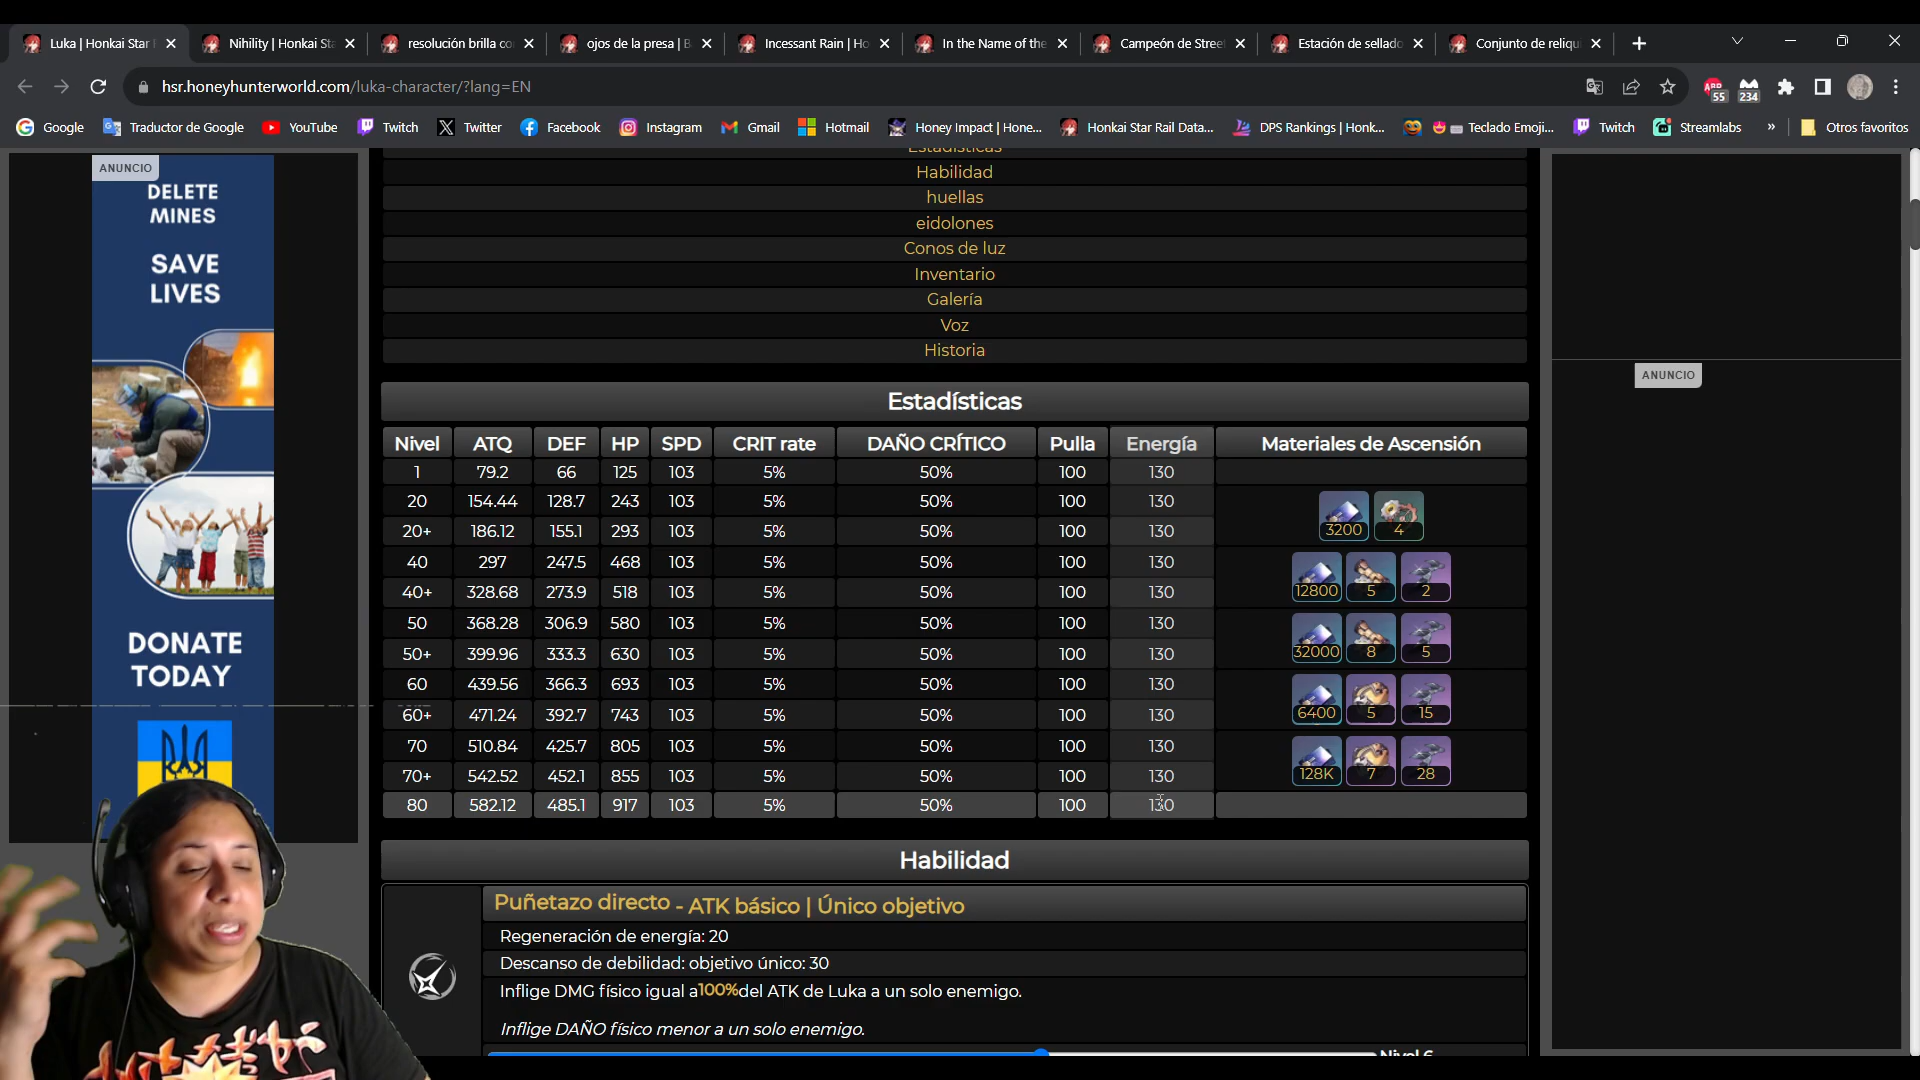 Luka | Honkai Star
Nihility | Honkai Sta
resolución brilla co
ojos de la presa | B
Incessant Rain | Ho
In the Name of the
Campeón de Street
Estación de sellado
Conjunto de reliqu
hsr.honeyhunterworld.com/luka-character/?lang=EN
ABP
55
234
Google
Traductor de Google
YouTube
Twitch
Twitter
Facebook
Instagram
Gmail
Hotmail
Honey Impact | Hone...
Honkai Star Rail Data...
DPS Rankings | Honk...
Teclado Emoji...
Twitch
Streamlabs
»
Otros favoritos
ANUNCIO
DELETE
MINES
SAVE
LIVES
DONATE
TODAY
Estadísticas
Habilidad
huellas
eidolones
Conos de luz
Inventario
Galería
Voz
Historia
ANUNCIO
Estadísticas
Nivel ATQ DEF HP SPD CRIT rate DAÑO CRÍTICO Pulla Energía Materiales de Ascensión
1 79.2 66 125 103 5% 50% 100 130
20 154.44 128.7 243 103 5% 50% 100 130
3200 4
20+ 186.12 155.1 293 103 5% 50% 100 130
40 297 247.5 468 103 5% 50% 100 130
12800 5 2
40+ 328.68 273.9 518 103 5% 50% 100 130
50 368.28 306.9 580 103 5% 50% 100 130
32000 8 5
50+ 399.96 333.3 630 103 5% 50% 100 130
60 439.56 366.3 693 103 5% 50% 100 130
6400 5 15
60+ 471.24 392.7 743 103 5% 50% 100 130
70 510.84 425.7 805 103 5% 50% 100 130
128K 7 28
70+ 542.52 452.1 855 103 5% 50% 100 130
80 582.12 485.1 917 103 5% 50% 100 130
Habilidad
Puñetazo directo - ATK básico | Único objetivo
Regeneración de energía: 20
Descanso de debilidad: objetivo único: 30
Inflige DMG físico igual a100%del ATK de Luka a un solo enemigo.
Inflige DAÑO físico menor a un solo enemigo.
Nivel 6